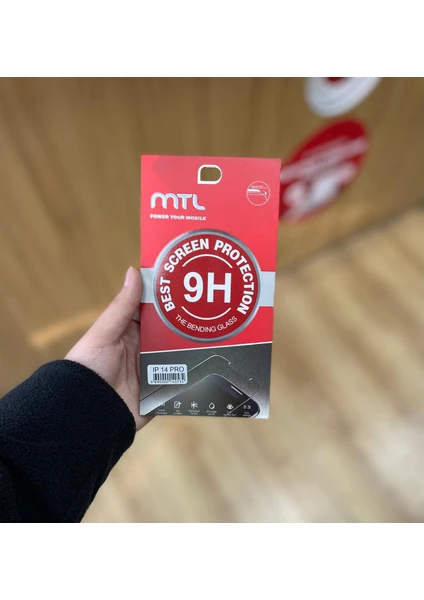 mTL
POWER YOUR MOBILE
BEST SCREEN PROTECTION
9H
THE BENDING GLASS
IP 14 PRO